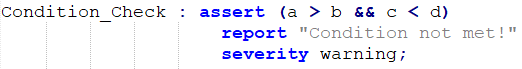 Condition_Check : assert (a > b && c < d)
report "Condition not met!"
severity warning;